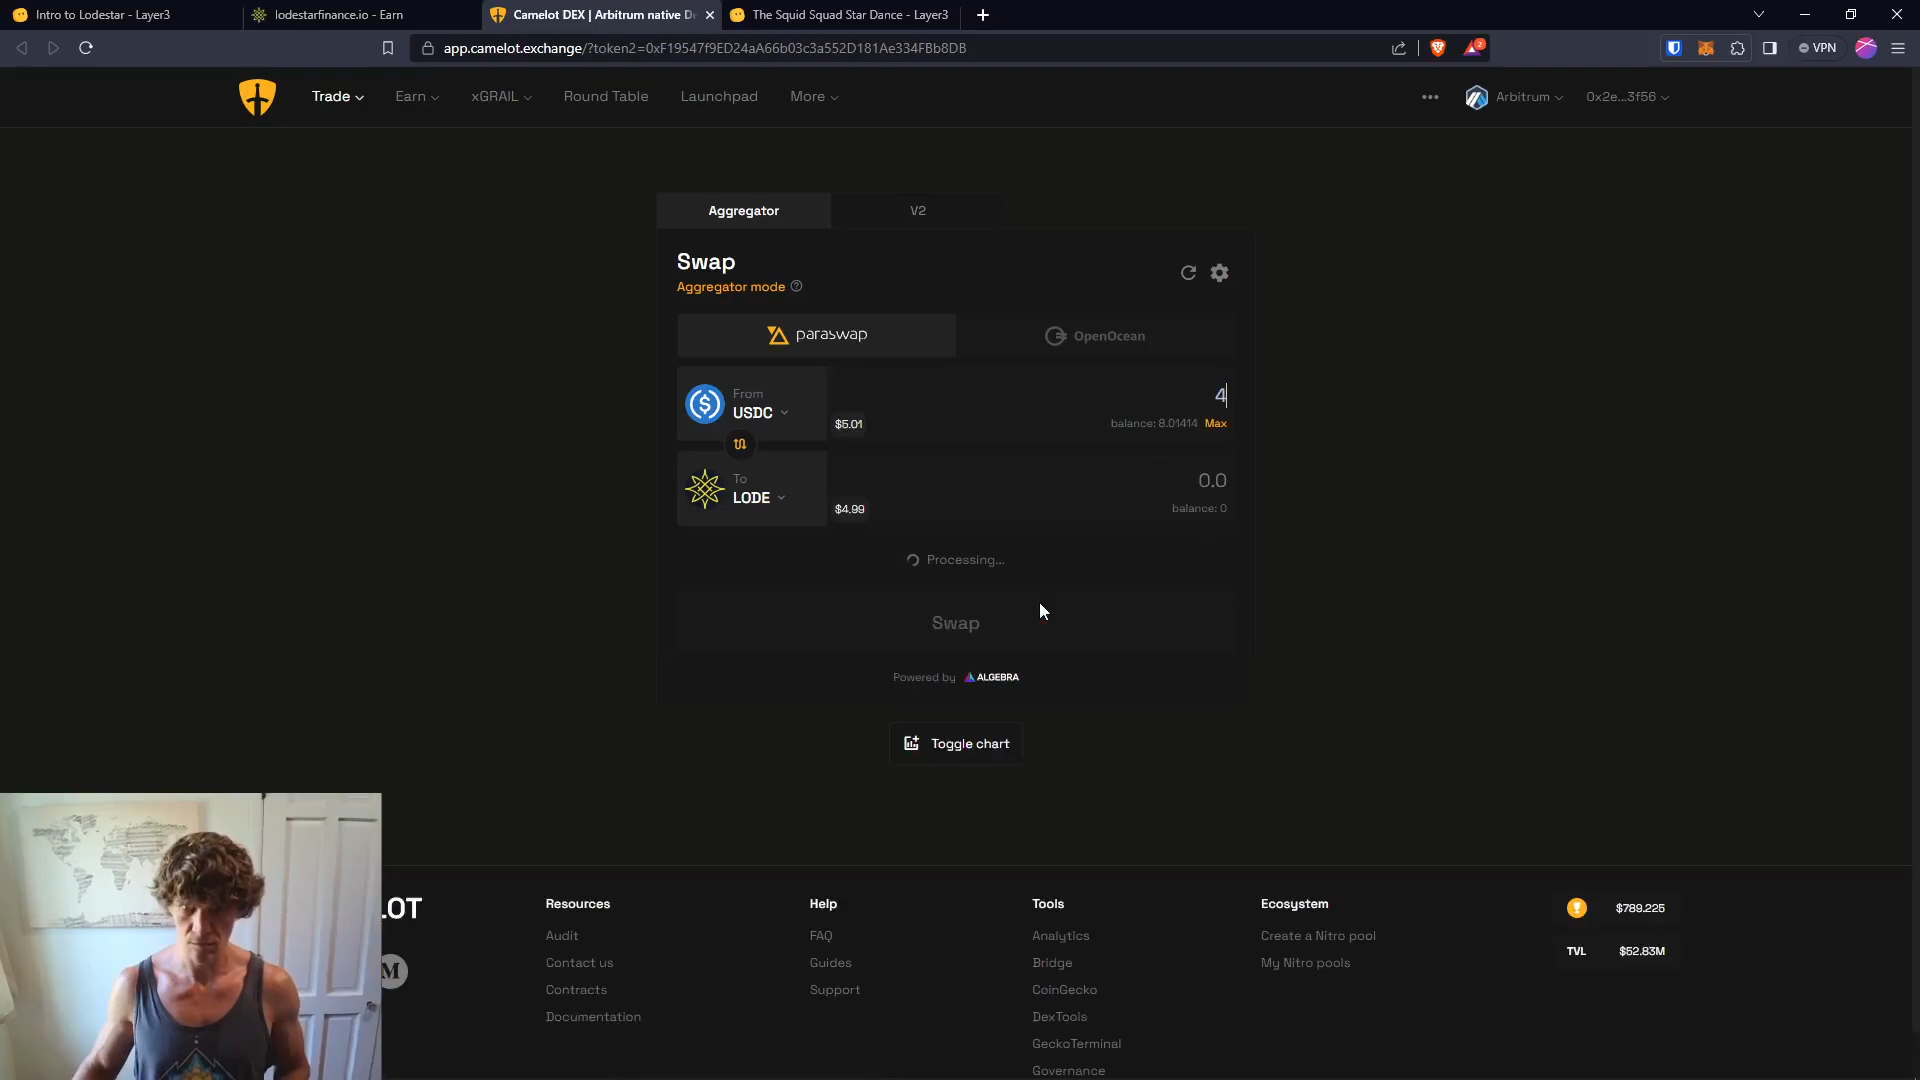 Intro to Lodestar - Layer3
lodestarfinance.io - Earn
Camelot DEX | Arbitrum native De
The Squid Squad Star Dance - Layer3
app.camelot.exchange/?token2=0xF19547f9ED24aA66b03c3a552D181Ae334FBb8DB
2
VPN
Trade
Earn
xGRAIL
Round Table
Launchpad
More
Arbitrum
0x2e...3f56
Aggregator
V2
Swap
Aggregator mode
paraswap
OpenOcean
From
USDC
4
$5.01
balance: 8.01414 Max
To
LODE
0.0
$4.99
balance: 0
Processing...
Swap
Powered by ALGEBRA
Toggle chart
LOT
M
Resources
Audit
Contact us
Contracts
Documentation
Help
FAQ
Guides
Support
Tools
Analytics
Bridge
CoinGecko
DexTools
GeckoTerminal
Governance
Ecosystem
Create a Nitro pool
My Nitro pools
$789.225
TVL $52.83M